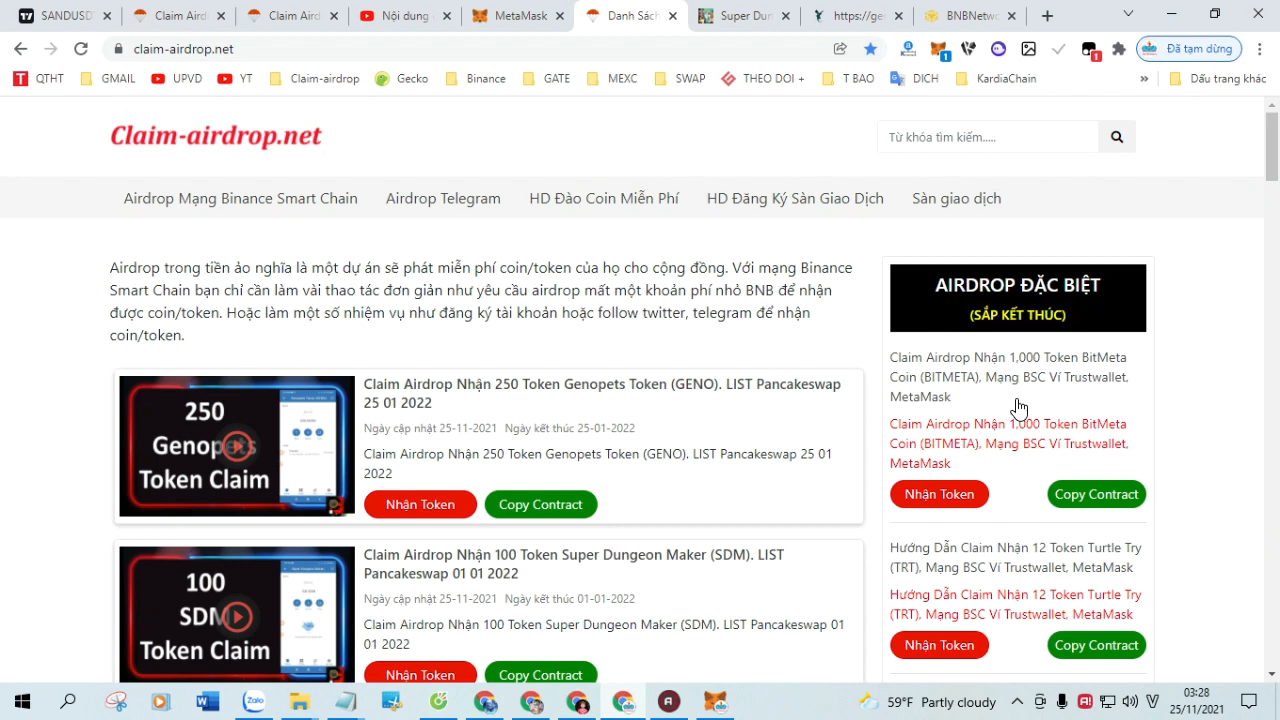 SANDUSD
Claim Aird
Claim Aird
Nội dung
MetaMask
Danh Sách
Super Dun
https://ge
BNBNetwo
claim-airdrop.net
Đã tạm dừng
QTHT
GMAIL
UPVD
YT
Claim-airdrop
Gecko
Binance
GATE
MEXC
SWAP
THEO DOI +
T BAO
DICH
KardiaChain
»
Dấu trang khác
Claim-airdrop.net
Từ khóa tìm kiếm.....
Airdrop Mạng Binance Smart Chain
Airdrop Telegram
HD Đào Coin Miễn Phí
HD Đăng Ký Sàn Giao Dịch
Sàn giao dịch
Airdrop trong tiền ảo nghĩa là một dự án sẽ phát miễn phí coin/token của họ cho cộng đồng. Với mạng Binance
Smart Chain bạn chỉ cần làm vài thao tác đơn giản như yêu cầu airdrop mất một khoản phí nhỏ BNB để nhận
được coin/token. Hoặc làm một số nhiệm vụ như đăng ký tài khoản hoặc follow twitter, telegram để nhận
coin/token.
250
Genopets
Token Claim
Claim Airdrop Nhận 250 Token Genopets Token (GENO). LIST Pancakeswap
25 01 2022
Ngày cập nhật 25-11-2021 Ngày kết thúc 25-01-2022
Claim Airdrop Nhận 250 Token Genopets Token (GENO). LIST Pancakeswap 25 01
2022
Nhận Token
Copy Contract
100
SDM
Token Claim
Claim Airdrop Nhận 100 Token Super Dungeon Maker (SDM). LIST
Pancakeswap 01 01 2022
Ngày cập nhật 25-11-2021 Ngày kết thúc 01-01-2022
Claim Airdrop Nhận 100 Token Super Dungeon Maker (SDM). LIST Pancakeswap 01
01 2022
Nhận Token
Copy Contract
AIRDROP ĐẶC BIỆT
(SẮP KẾT THÚC)
Claim Airdrop Nhận 1,000 Token BitMeta
Coin (BITMETA), Mạng BSC Ví Trustwallet,
MetaMask
Claim Airdrop Nhận 1,000 Token BitMeta
Coin (BITMETA), Mạng BSC Ví Trustwallet,
MetaMask
Nhận Token
Copy Contract
Hướng Dẫn Claim Nhận 12 Token Turtle Try
(TRT), Mạng BSC Ví Trustwallet, MetaMask
Hướng Dẫn Claim Nhận 12 Token Turtle Try
(TRT), Mạng BSC Ví Trustwallet, MetaMask
Nhận Token
Copy Contract
Zalo
59°F Partly cloudy
03:28
25/11/2021